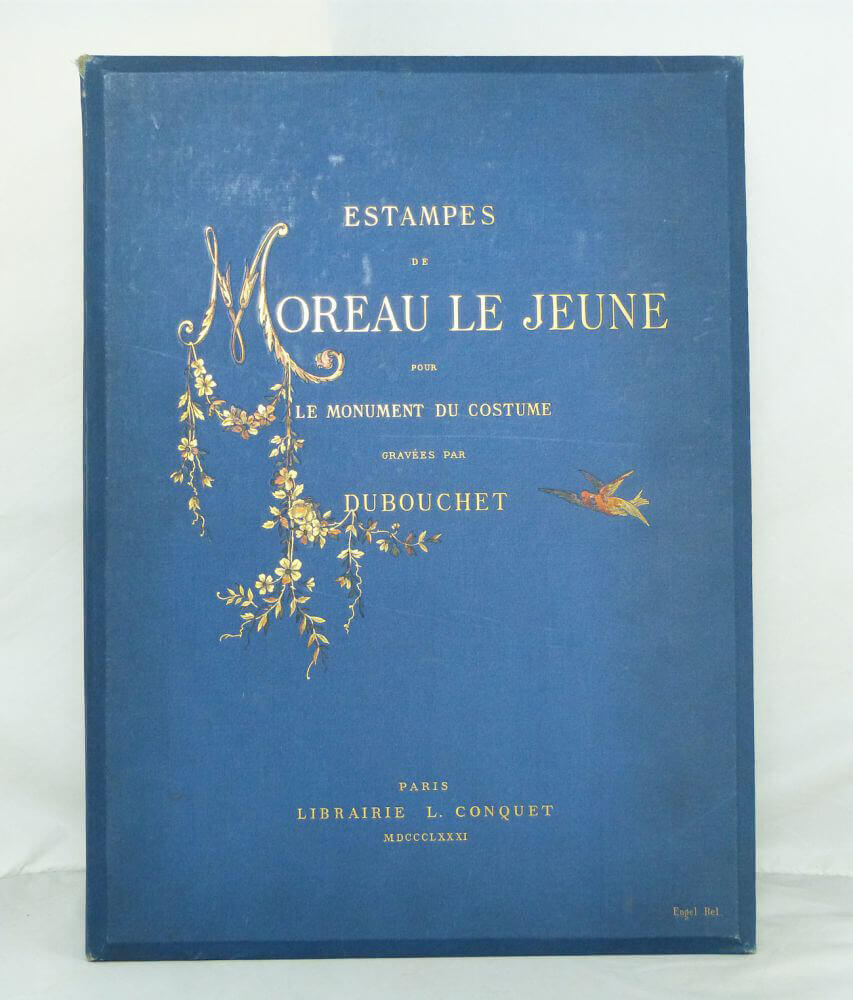 ESTAMPES
DE
MOREAU LE JEUNE
POUR
LE MONUMENT DU COSTUME
GRAVÉES PAR
DUBOUCHET
PARIS
LIBRAIRIE L. CONQUET
MDCCCLXXXI
Engel Rel.